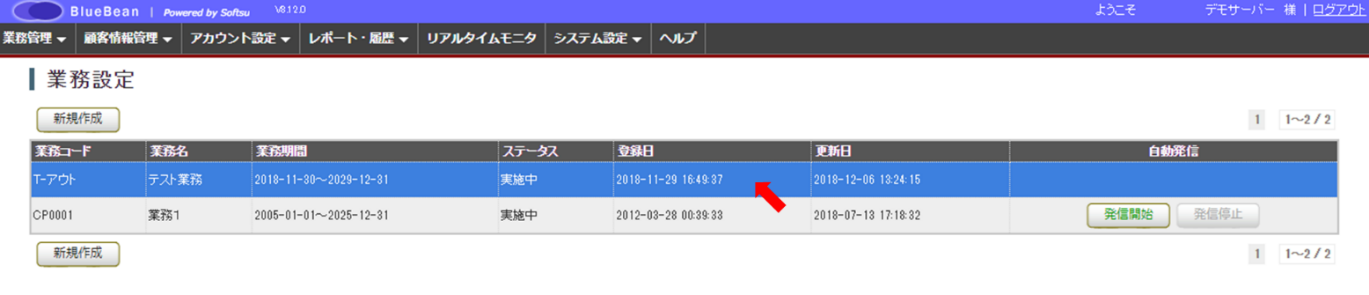 BlueBean | Powered by Softsu V3.12.0 ようこそ デモサーバー 様 | ログアウト
業務管理 顧客情報管理 アカウント設定 レポート・履歴 リアルタイムモニタ システム設定 ヘルプ
業務設定
新規作成 1 1～2 / 2
業務コード 業務名 業務期間 ステータス 登録日 更新日 自動発信
T-アウト テスト業務 2018-11-30～2029-12-31 実施中 2018-11-29 16:49:37 2018-12-06 13:24:15
CP0001 業務1 2005-01-01～2025-12-31 実施中 2012-03-28 00:39:33 2018-07-13 17:18:32 発信開始 発信停止
新規作成 1 1～2 / 2